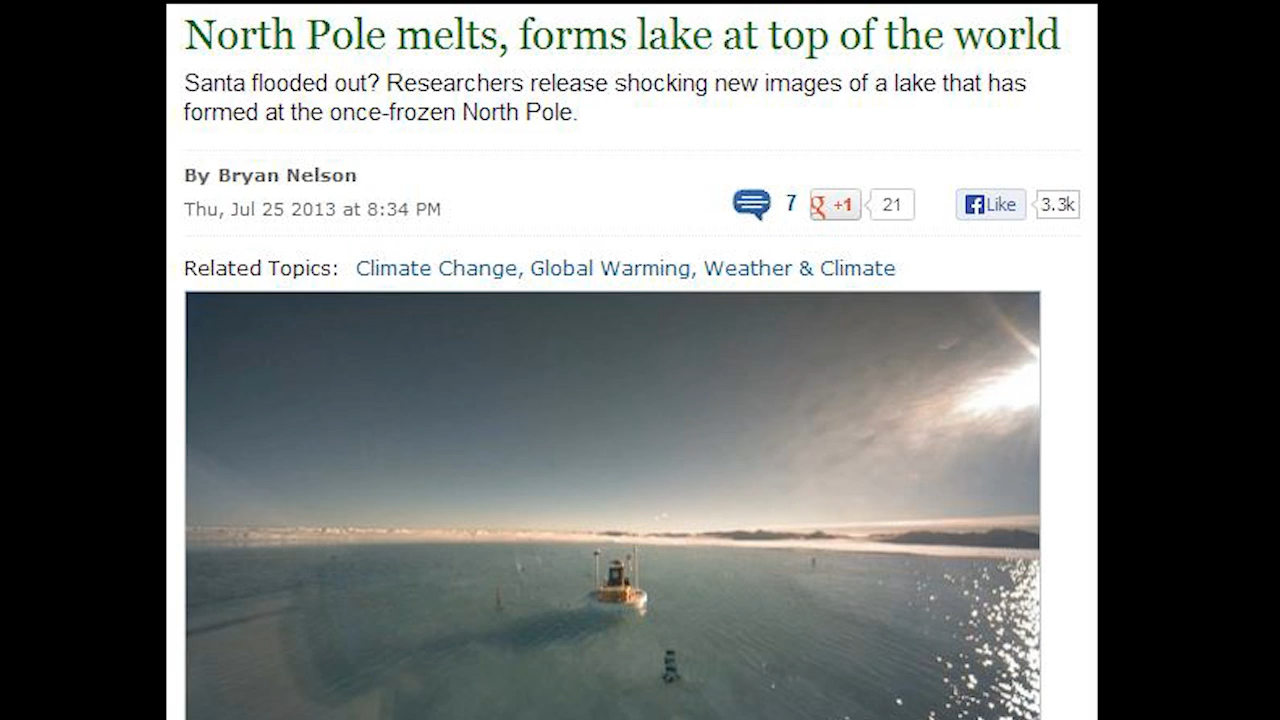 North Pole melts, forms lake at top of the world
Santa flooded out? Researchers release shocking new images of a lake that has
formed at the once-frozen North Pole.
By Bryan Nelson
Thu, Jul 25 2013 at 8:34 PM
7 g +1 21 f Like 3.3k
Related Topics: Climate Change, Global Warming, Weather & Climate